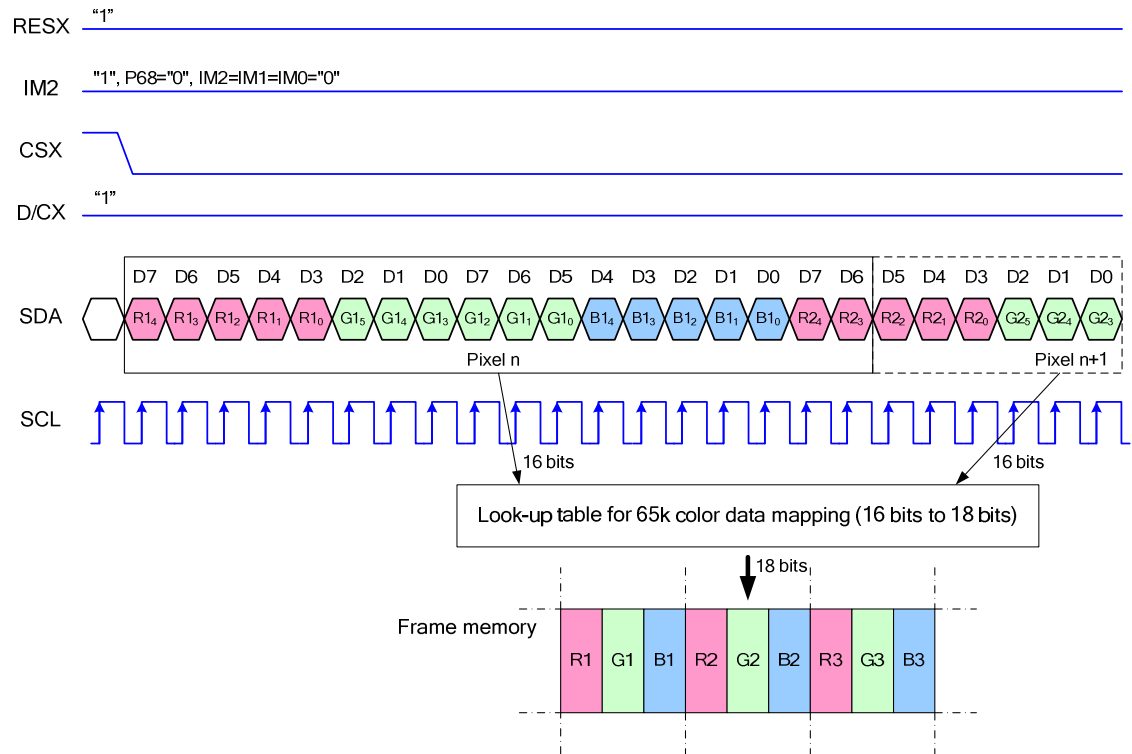 RESX “1”
IM2 "1", P68="0", IM2=IM1=IM0="0"
CSX
D/CX “1”
D7 D6 D5 D4 D3 D2 D1 D0 D7 D6 D5 D4 D3 D2 D1 D0 D7 D6 D5 D4 D3 D2 D1 D0
SDA R1₄ R1₃ R1₂ R1₁ R1₀ G1₅ G1₄ G1₃ G1₂ G1₁ G1₀ B1₄ B1₃ B1₂ B1₁ B1₀ R2₄ R2₃ R2₂ R2₁ R2₀ G2₅ G2₄ G2₃
Pixel n Pixel n+1
SCL
16 bits 16 bits
Look-up table for 65k color data mapping (16 bits to 18 bits)
18 bits
Frame memory
R1 G1 B1 R2 G2 B2 R3 G3 B3